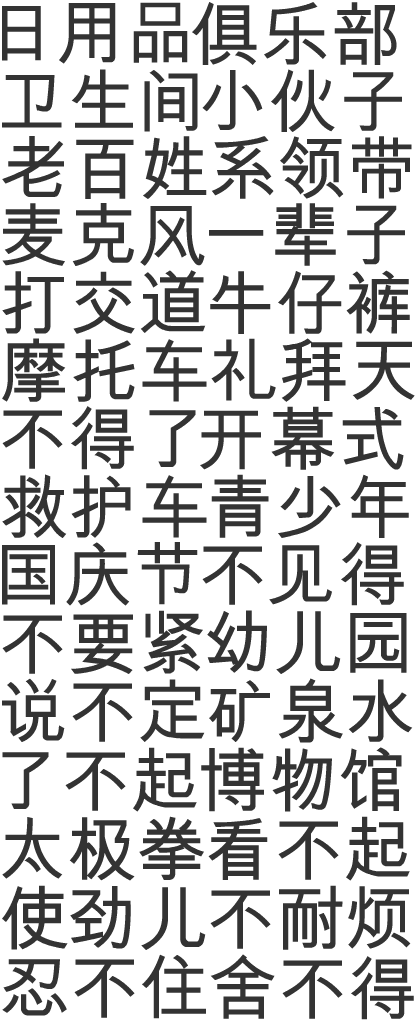 日用品俱乐部
卫生间小伙子
老百姓系领带
麦克风一辈子
打交道牛仔裤
摩托车礼拜天
不得了开幕式
救护车青少年
国庆节不见得
不要紧幼儿园
说不定矿泉水
了不起博物馆
太极拳看不起
使劲儿不耐烦
忍不住舍不得